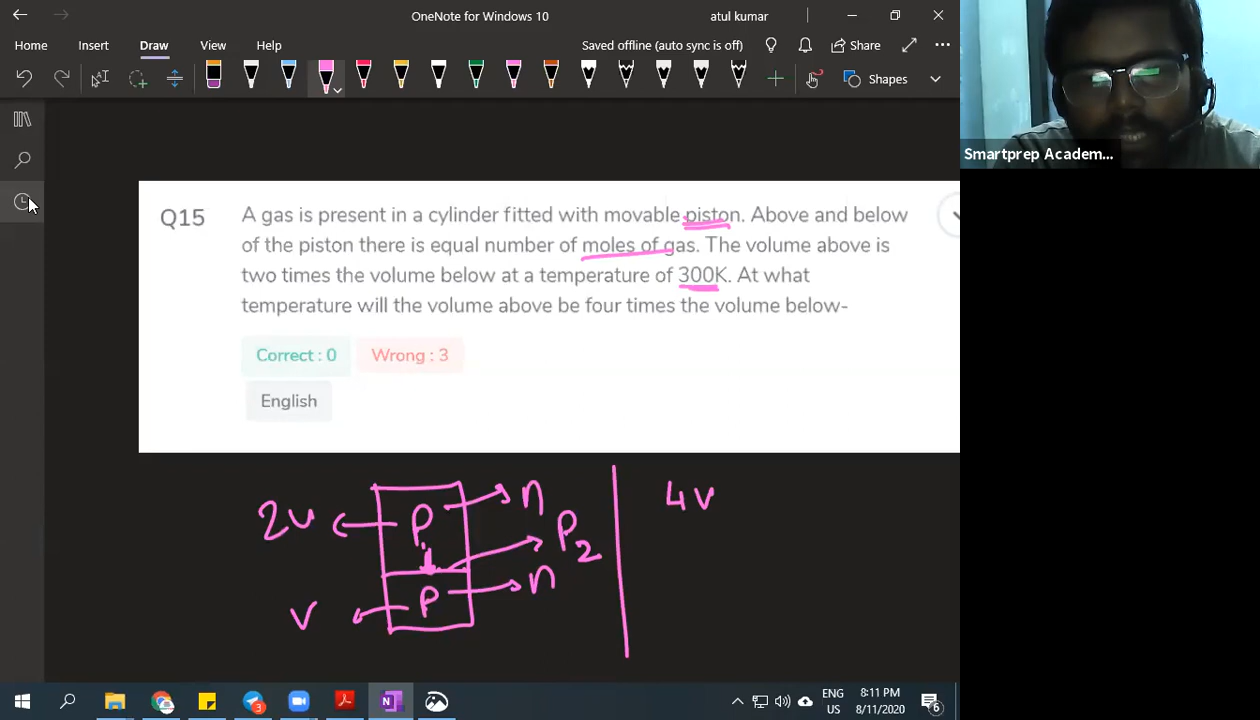 OneNote for Windows 10
atul kumar
Home Insert Draw View Help
Saved offline (auto sync is off)
Share
Shapes
Smartprep Academ...
Q15
A gas is present in a cylinder fitted with movable piston. Above and below
of the piston there is equal number of moles of gas. The volume above is
two times the volume below at a temperature of 300K. At what
temperature will the volume above be four times the volume below-
Correct : 0 Wrong : 3
English
2v P n
P2
v P n
4v
ENG
US
8:11 PM
8/11/2020
3
6